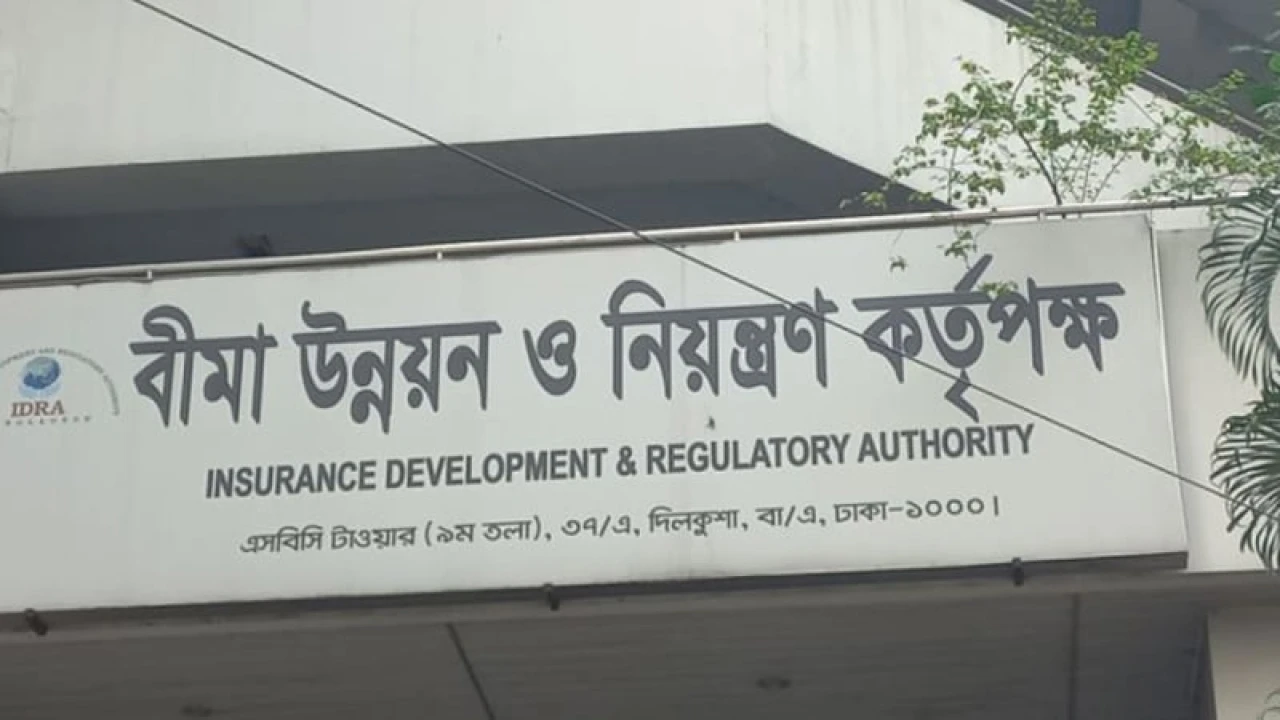 বীমা উন্নয়ন ও নিয়ন্ত্রণ কর্তৃপক্ষ
IDRA
INSURANCE DEVELOPMENT & REGULATORY AUTHORITY
এসবিসি টাওয়ার (৯ম তলা), ৩৭/এ, দিলকুশা, বা/এ, ঢাকা-১০০০।